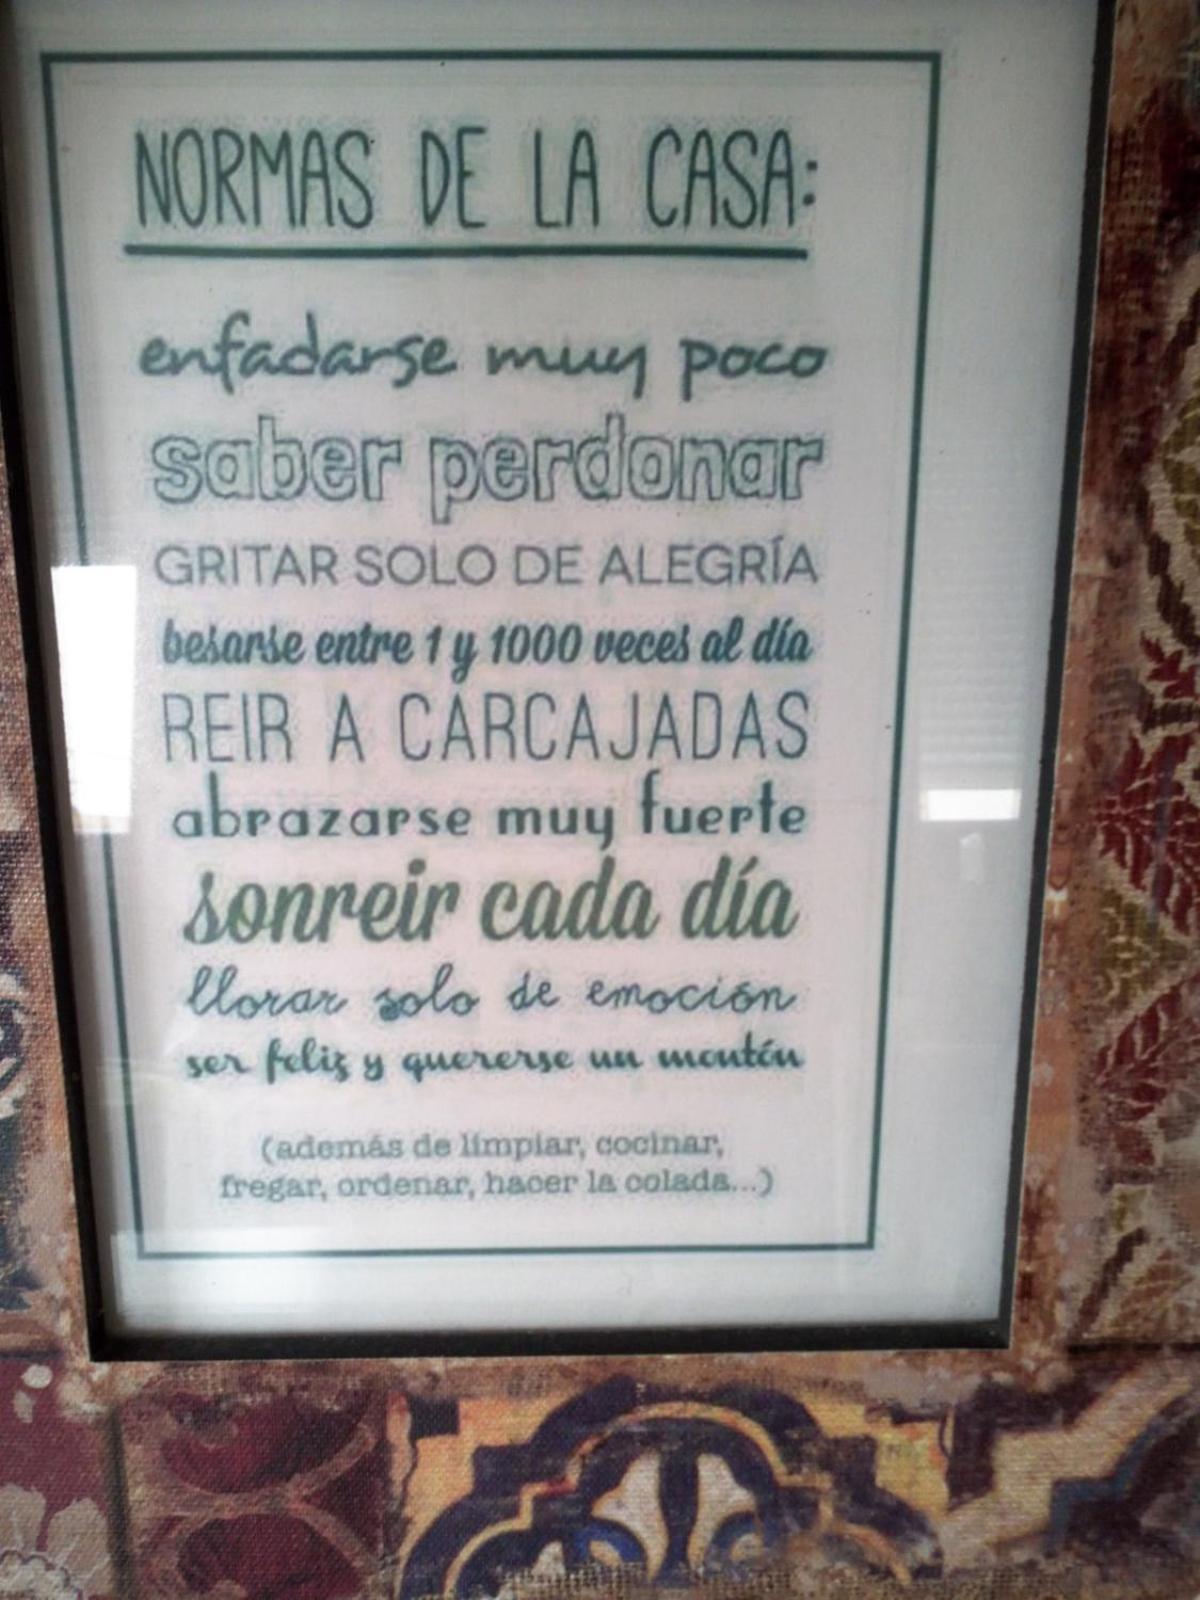 NORMAS DE LA CASA:
enfadarse muy poco
saber perdonar
GRITAR SOLO DE ALEGRÍA
besarse entre 1 y 1000 veces al día
REIR A CARCAJADAS
abrazarse muy fuerte
sonreir cada día
llorar solo de emoción
ser feliz y quererse un montón
(además de limpiar, cocinar,
fregar, ordenar, hacer la colada...)